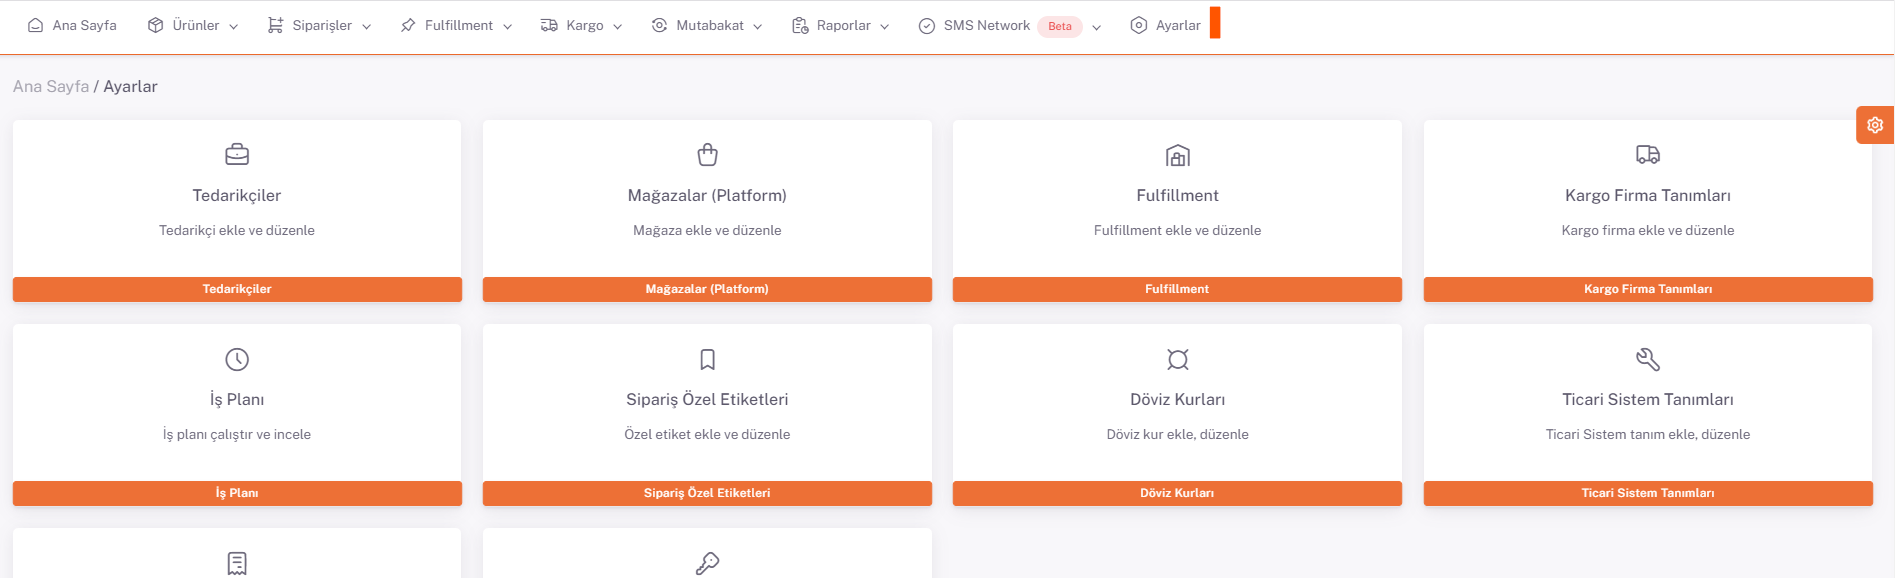 Ana Sayfa Ürünler Siparişler Fulfillment Kargo Mutabakat Raporlar SMS Network Beta Ayarlar
Ana Sayfa / Ayarlar
Tedarikçiler
Tedarikçi ekle ve düzenle
Tedarikçiler
Mağazalar (Platform)
Mağaza ekle ve düzenle
Mağazalar (Platform)
Fulfillment
Fulfillment ekle ve düzenle
Fulfillment
Kargo Firma Tanımları
Kargo firma ekle ve düzenle
Kargo Firma Tanımları
İş Planı
İş planı çalıştır ve incele
İş Planı
Sipariş Özel Etiketleri
Özel etiket ekle ve düzenle
Sipariş Özel Etiketleri
Döviz Kurları
Döviz kur ekle, düzenle
Döviz Kurları
Ticari Sistem Tanımları
Ticari Sistem tanım ekle, düzenle
Ticari Sistem Tanımları